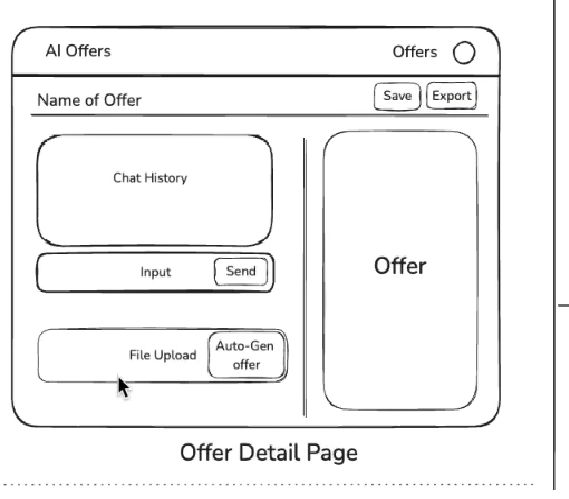 AI Offers
Offers
Name of Offer
Save
Export
Chat History
Input
Send
File Upload
Auto-Gen
offer
Offer
Offer Detail Page